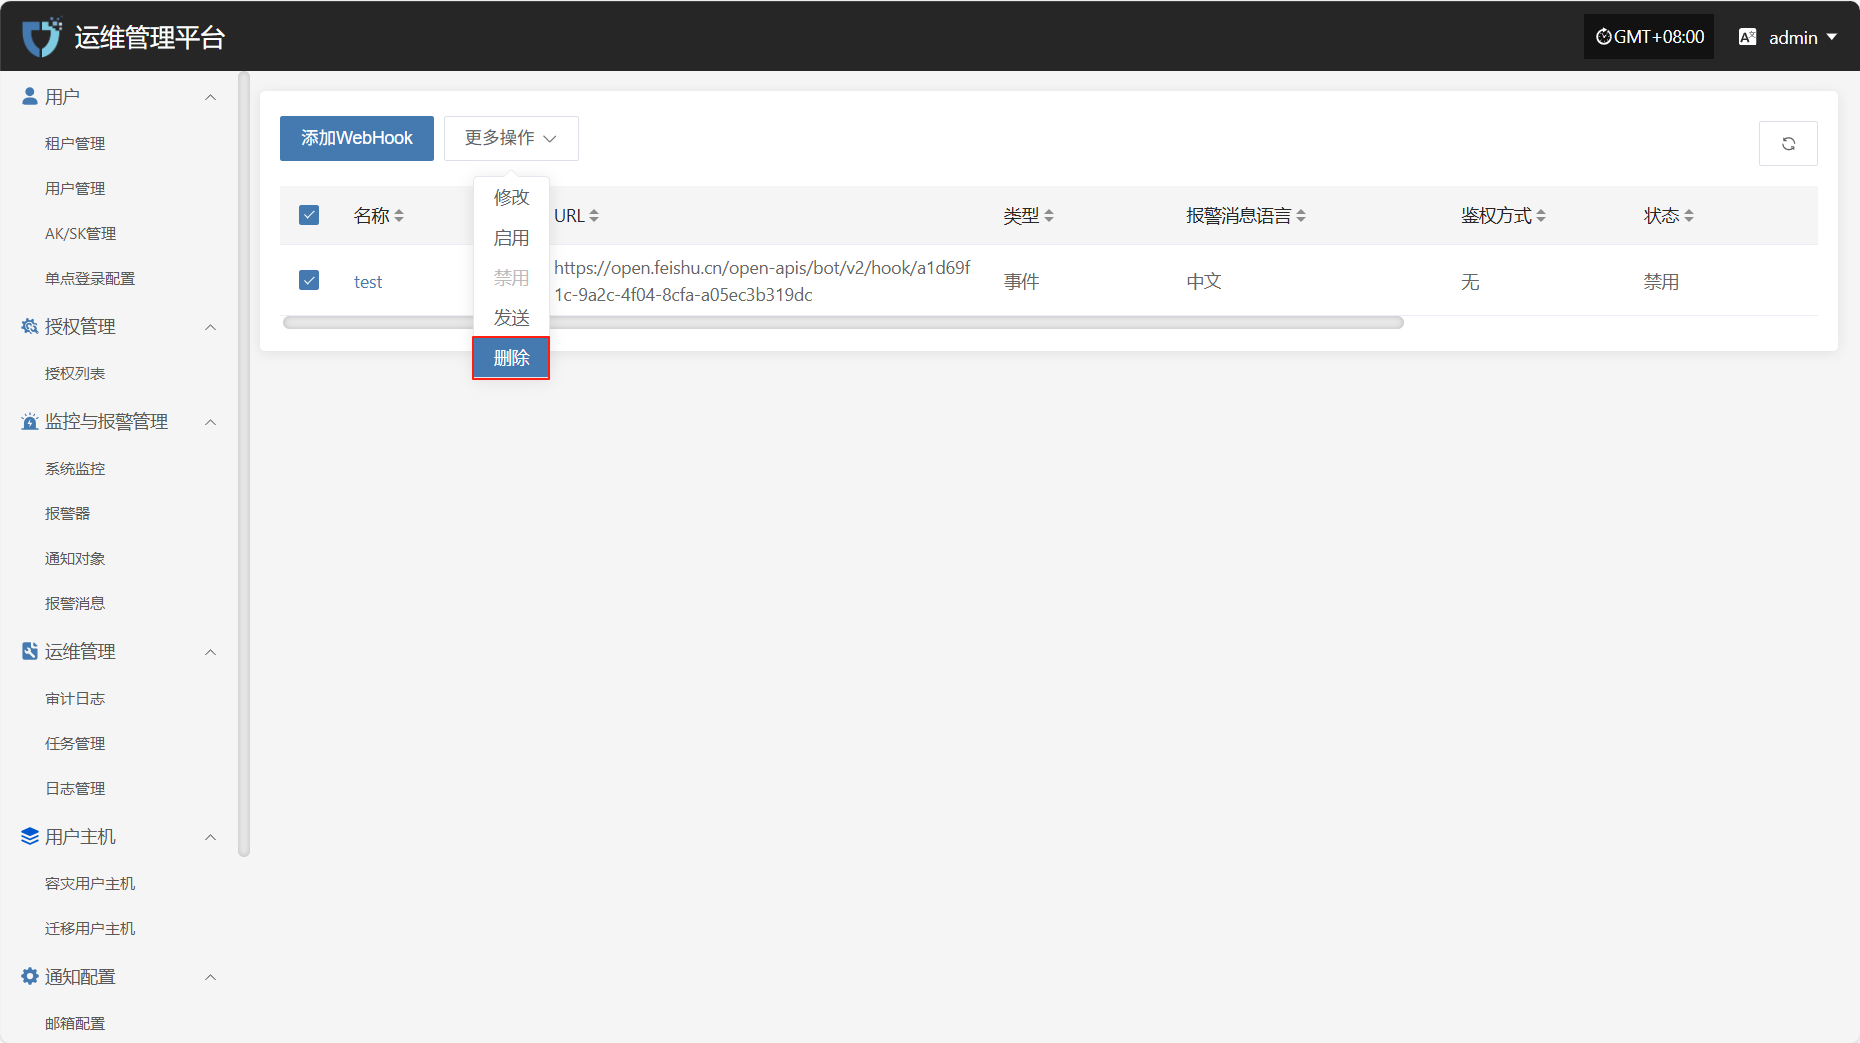 运维管理平台
GMT+08:00
admin
用户
租户管理
用户管理
AK/SK管理
单点登录配置
授权管理
授权列表
监控与报警管理
系统监控
报警器
通知对象
报警消息
运维管理
审计日志
任务管理
日志管理
用户主机
容灾用户主机
迁移用户主机
通知配置
邮箱配置
添加WebHook
更多操作
修改
启用
禁用
发送
删除
名称
URL
类型
报警消息语言
鉴权方式
状态
test
https://open.feishu.cn/open-apis/bot/v2/hook/a1d69f
1c-9a2c-4f04-8cfa-a05ec3b319dc
事件
中文
无
禁用